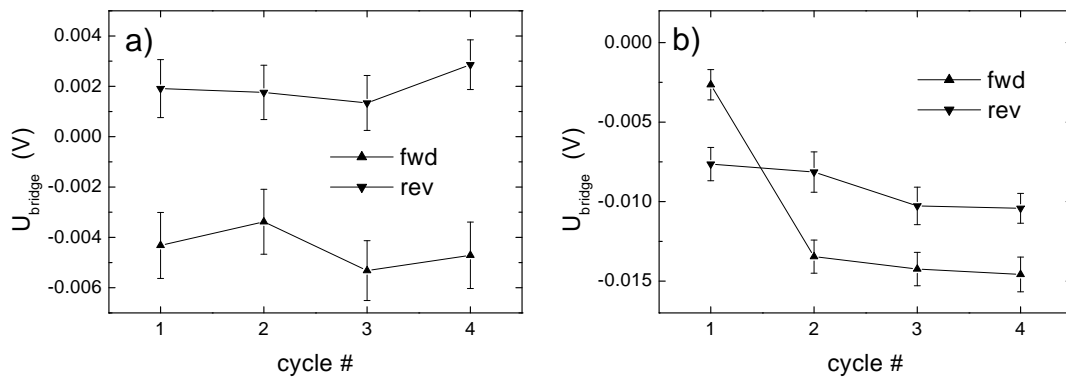 a)
0.004
0.002
0.000
-0.002
-0.004
-0.006
U_bridge (V)
fwd
rev
1 2 3 4
cycle #
b)
0.000
-0.005
-0.010
-0.015
U_bridge (V)
fwd
rev
1 2 3 4
cycle #